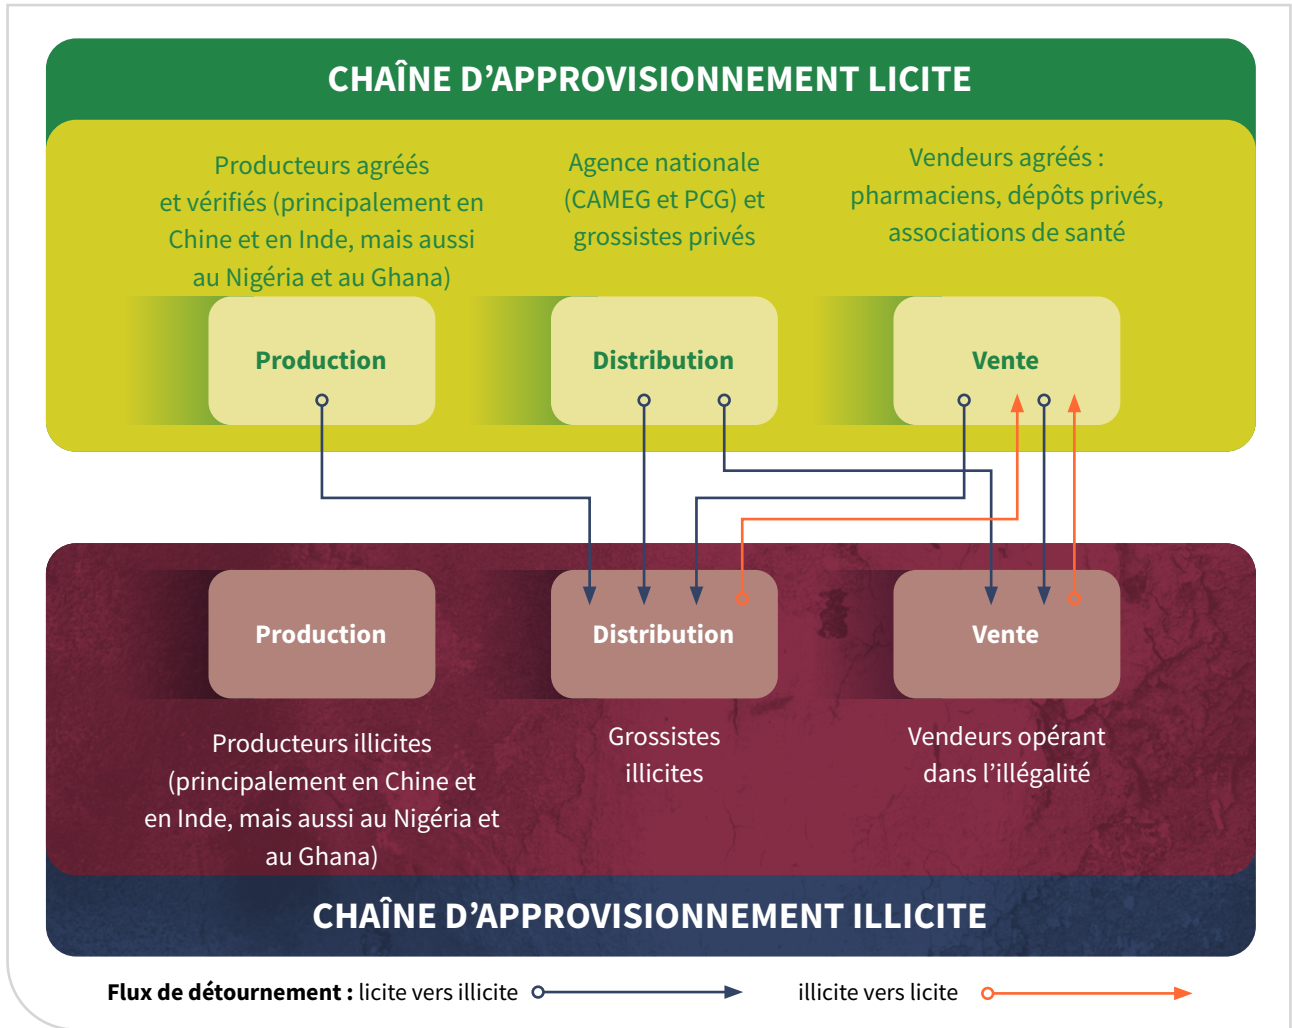 CHAÎNE D’APPROVISIONNEMENT LICITE
Producteurs agréés
et vérifiés (principalement en
Chine et en Inde, mais aussi
au Nigéria et au Ghana)
Agence nationale
(CAMEG et PCG) et
grossistes privés
Vendeurs agréés :
pharmaciens, dépôts privés,
associations de santé
Production
Distribution
Vente
Production
Distribution
Vente
Producteurs illicites
(principalement en Chine et
en Inde, mais aussi au Nigéria et
au Ghana)
Grossistes
illicites
Vendeurs opérant
dans l’illégalité
CHAÎNE D’APPROVISIONNEMENT ILLICITE
Flux de détournement : licite vers illicite
illicite vers licite